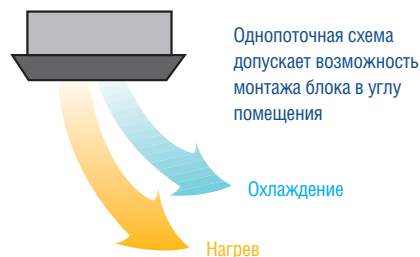 Однопоточная схема
допускает возможность
монтажа блока в углу
помещения
Охлаждение
Нагрев